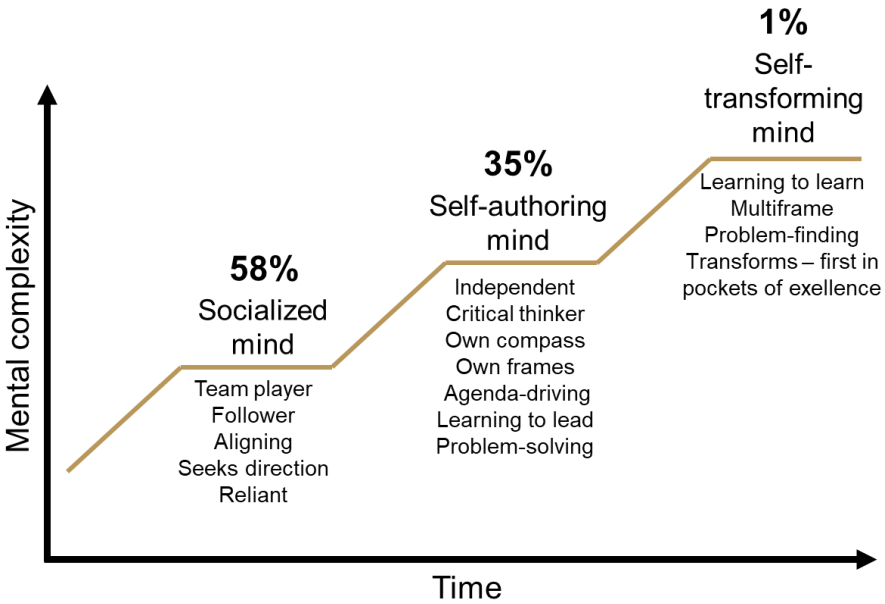 1%
Self-
transforming
mind
Learning to learn
Multiframe
Problem-finding
Transforms – first in
pockets of exellence
35%
Self-authoring
mind
Independent
Critical thinker
Own compass
Own frames
Agenda-driving
Learning to lead
Problem-solving
58%
Socialized
mind
Team player
Follower
Aligning
Seeks direction
Reliant
Mental complexity
Time